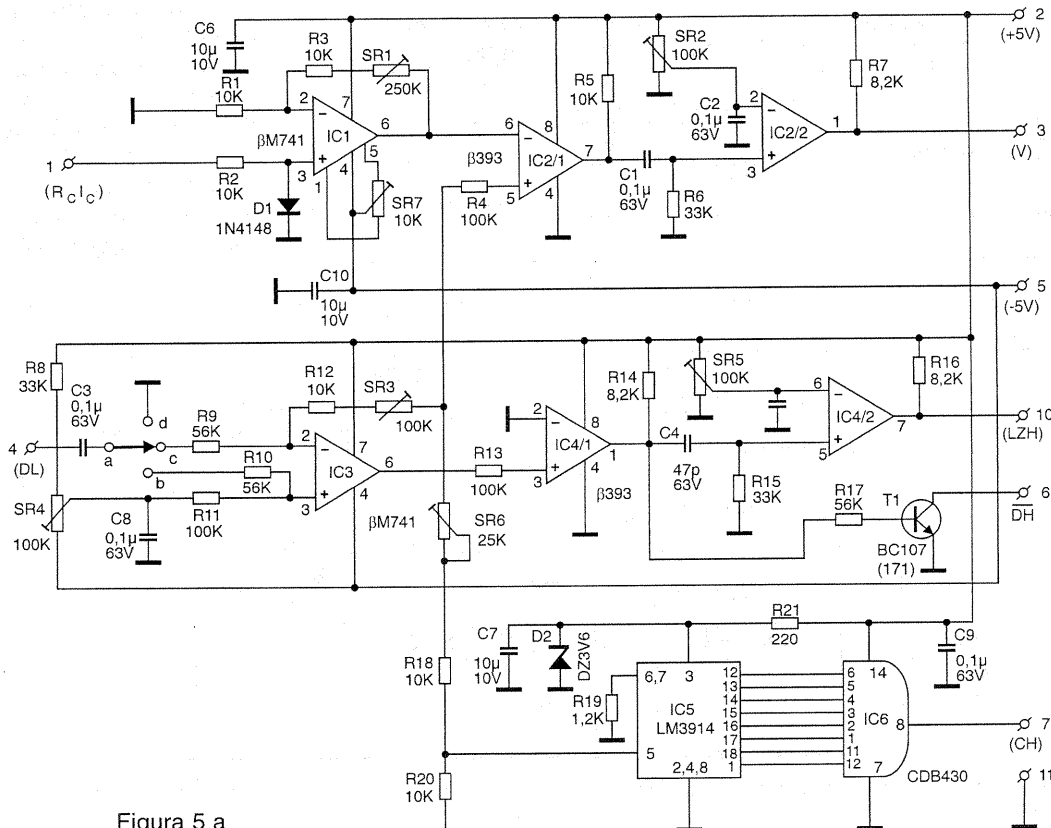 C6
10µ
10V
R3
10K
SR1
250K
R1
10K
2
7
IC1
6
βM741
3
5
1
4
1
(RCIC)
R2
10K
D1
1N4148
SR7
10K
C10
10µ
10V
6
8
IC2/1
7
5
4
β393
R4
100K
R5
10K
SR2
100K
C2
0,1µ
63V
C1
0,1µ
63V
R6
33K
2
IC2/2
1
3
R7
8,2K
2
(+5V)
3
(V)
5
(-5V)
R8
33K
C3
0,1µ
63V
4
(DL)
a
d
c
b
R9
56K
R10
56K
R11
100K
SR4
100K
C8
0,1µ
63V
R12
10K
SR3
100K
2
7
IC3
6
3
4
βM741
R13
100K
SR6
25K
2
8
IC4/1
1
3
4
β393
R14
8,2K
C4
47p
63V
SR5
100K
R15
33K
6
IC4/2
7
5
R16
8,2K
10
(LZH)
R17
56K
T1
BC107
(171)
6
DH
R18
10K
R20
10K
C7
10µ
10V
D2
DZ3V6
R19
1,2K
R21
220
C9
0,1µ
63V
6,7
3
IC5
LM3914
5
2,4,8
12
13
14
15
16
17
18
1
6
5
4
3
2
1
11
12
14
IC6
8
7
CDB430
7
(CH)
11
Figura 5 a